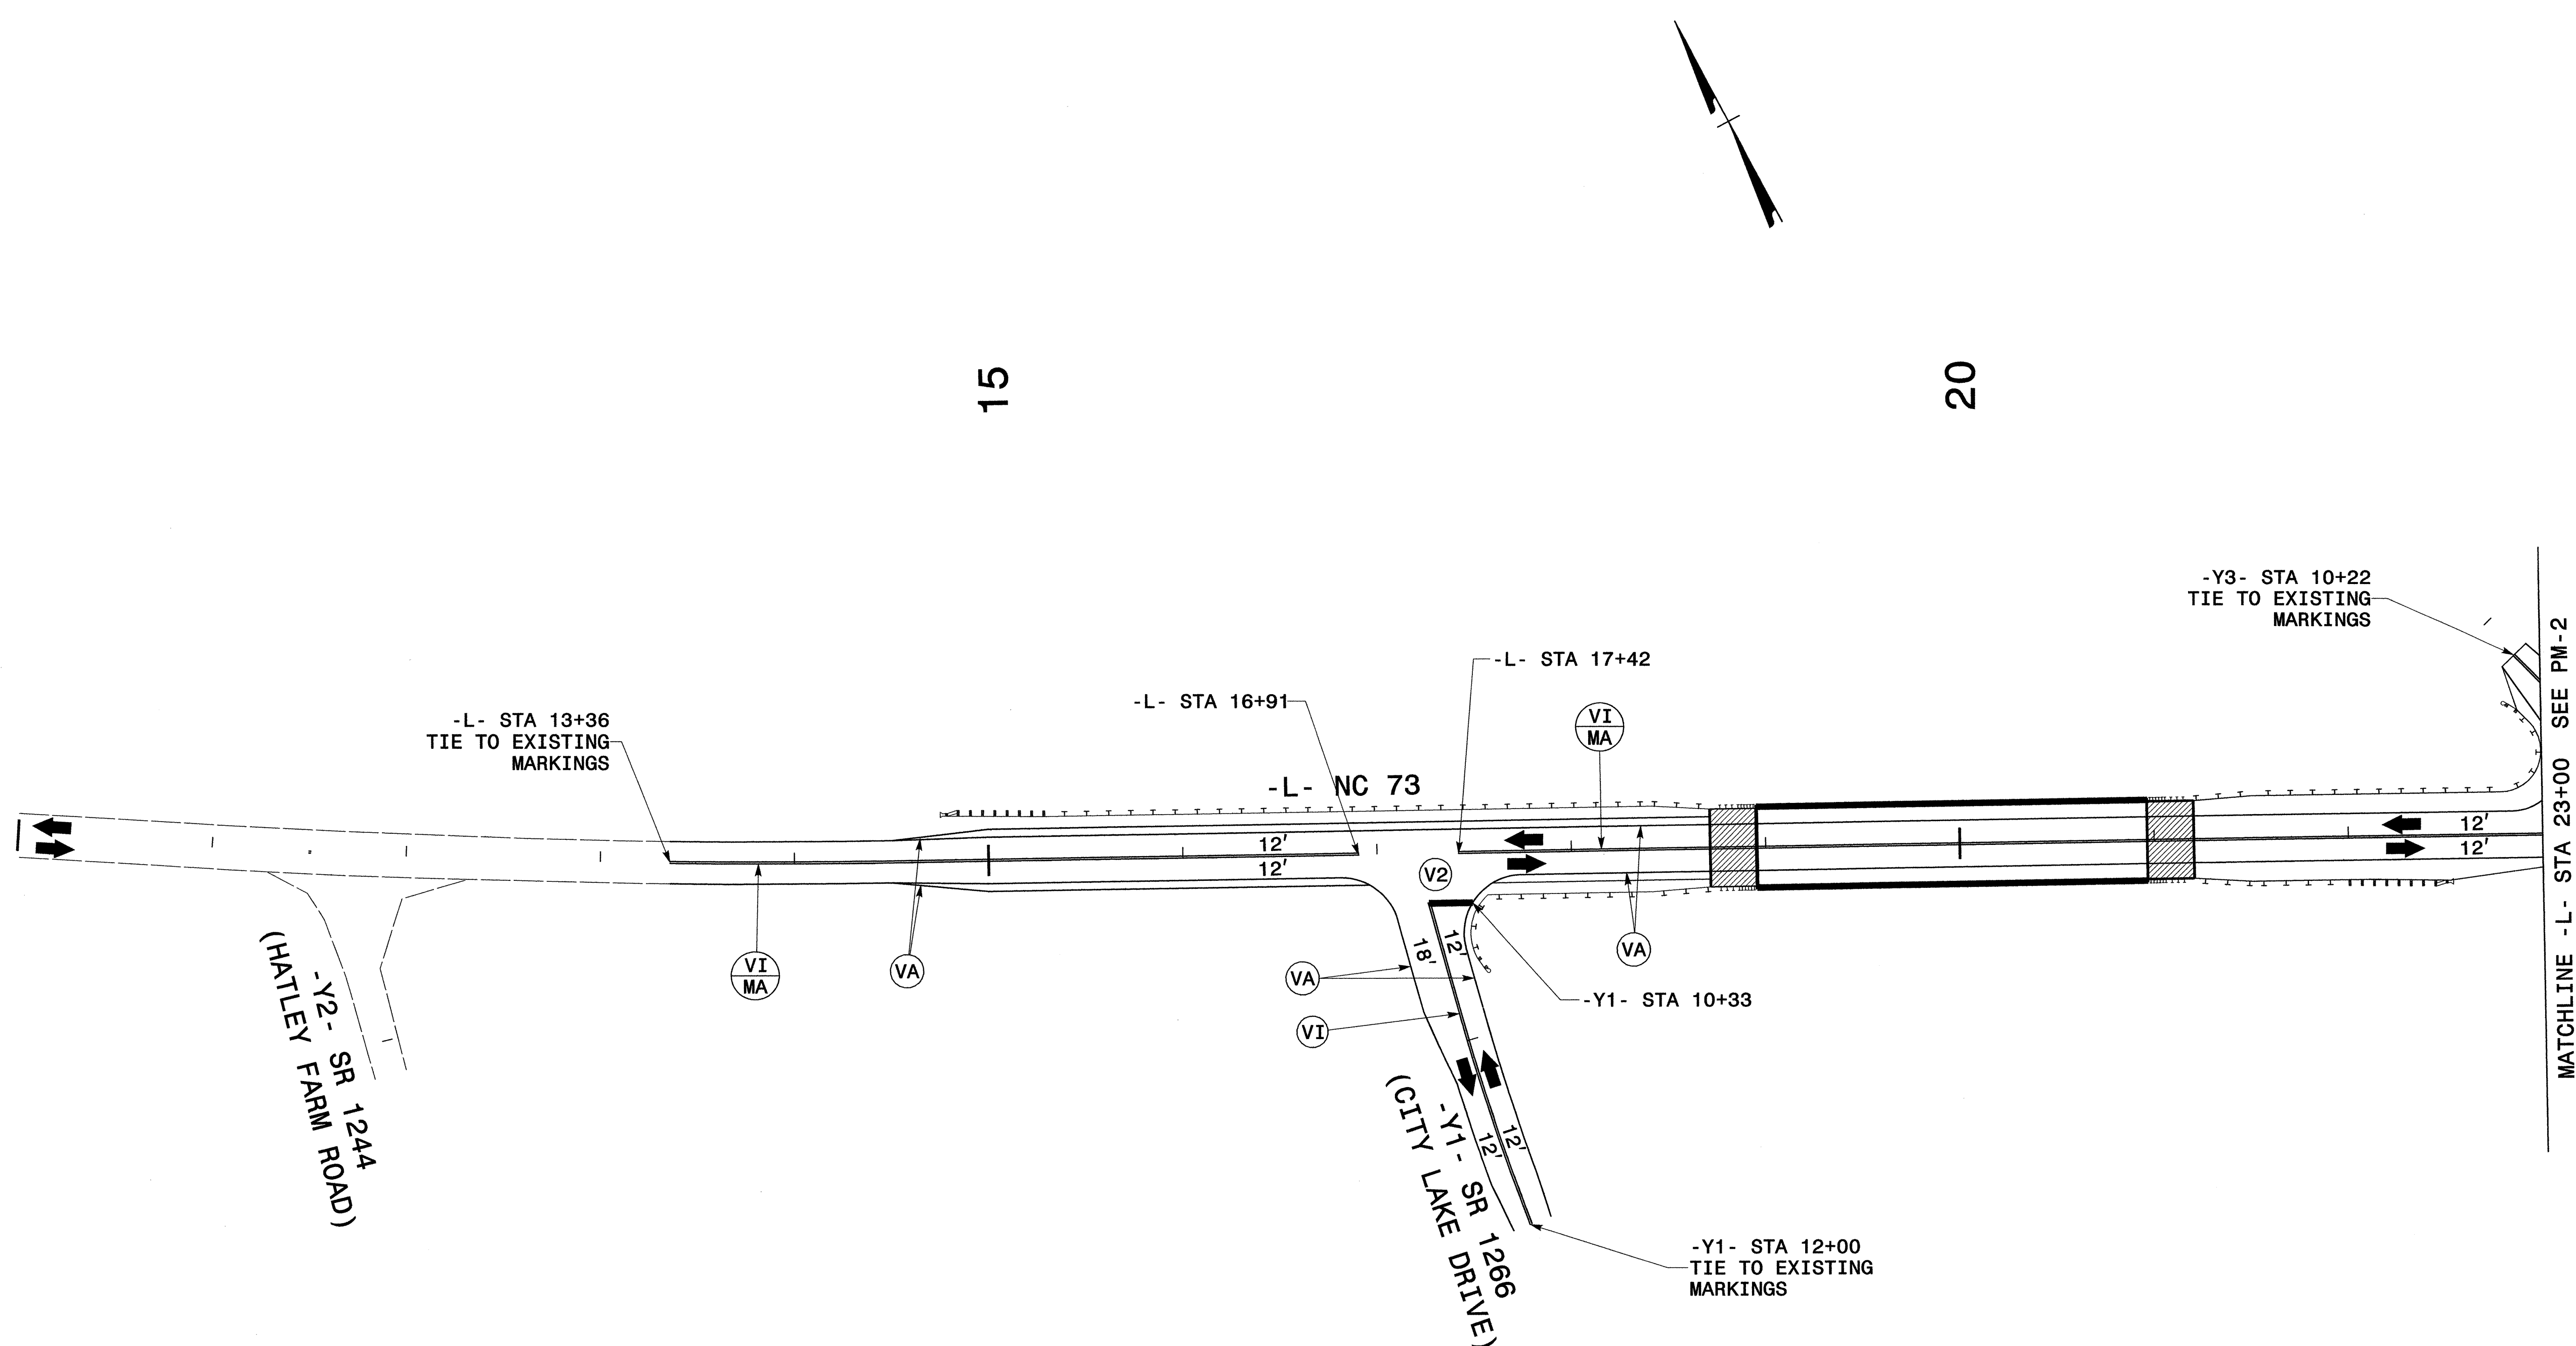 15
20
-Y3- STA 10+22
TIE TO EXISTING
MARKINGS
-L- STA 17+42
-L- STA 16+91
-L- STA 13+36
TIE TO EXISTING
MARKINGS
VI
MA
-L- NC 73
12'
12'
12'
12'
V2
VI
MA
VA
VA
VA
VI
18'
12'
-Y1- STA 10+33
-Y2- SR 1244
(HATLEY FARM ROAD)
12'
12'
-Y1- SR 1266
(CITY LAKE DRIVE)
-Y1- STA 12+00
TIE TO EXISTING
MARKINGS
MATCHLINE -L- STA 23+00 SEE PM-2